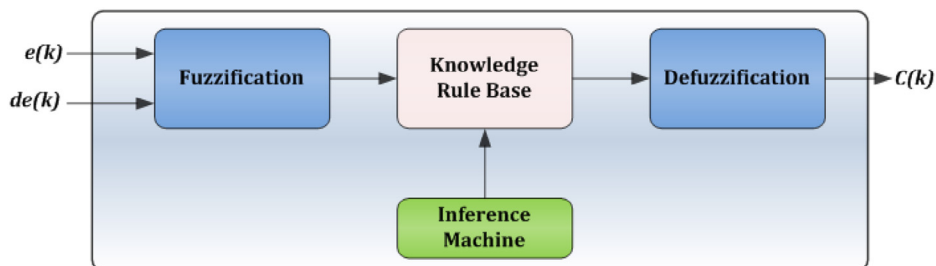 e(k)
de(k)
Fuzzification
Knowledge
Rule Base
Defuzzification
C(k)
Inference
Machine